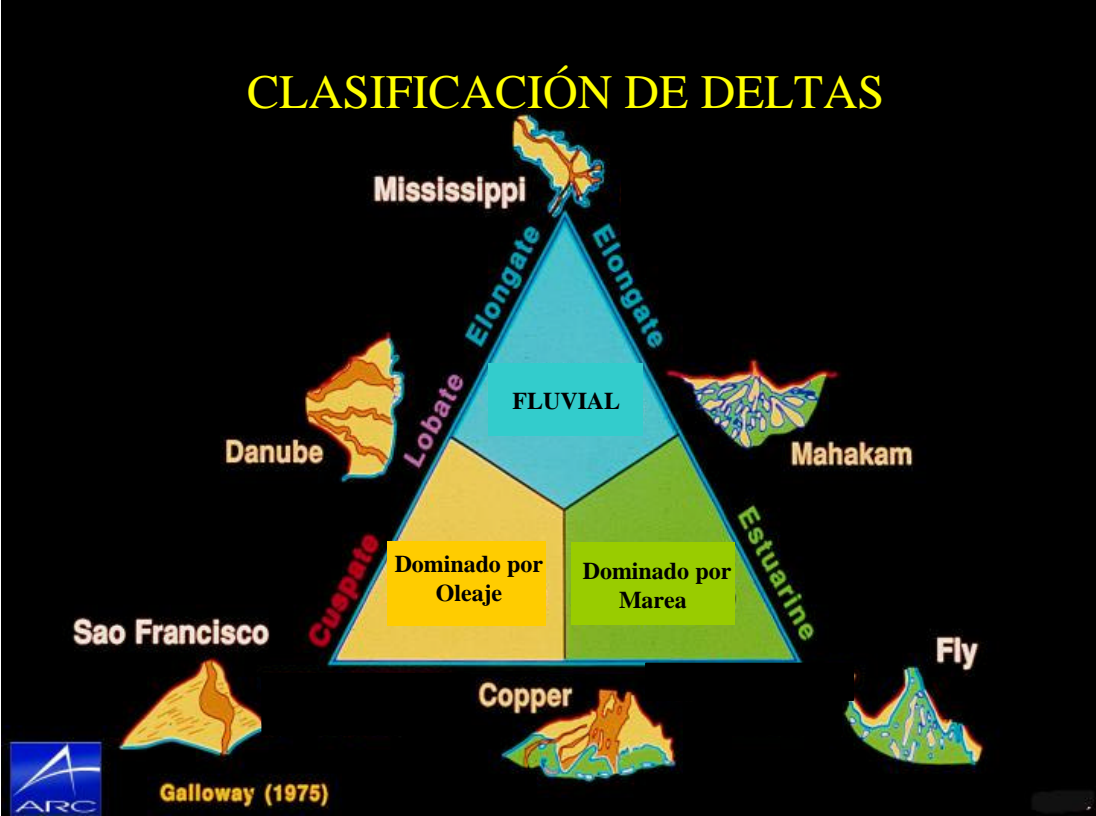 CLASIFICACIÓN DE DELTAS
Mississippi
Elongate
Elongate
Lobate
FLUVIAL
Danube
Mahakam
Cuspate
Dominado por
Oleaje
Dominado por
Marea
Estuarine
Sao Francisco
Copper
Fly
ARC
Galloway (1975)